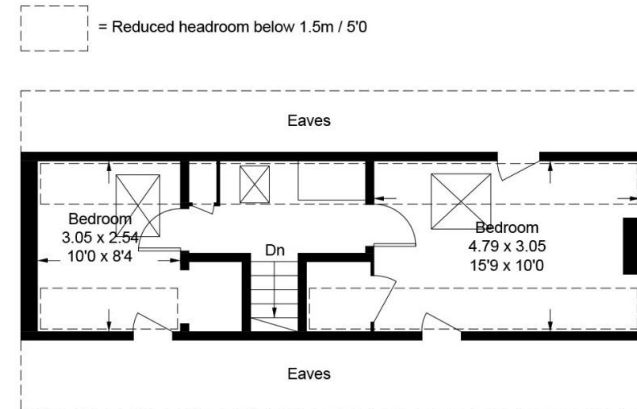 = Reduced headroom below 1.5m / 5'0
Eaves
Bedroom
3.05 x 2.54
10'0 x 8'4
Dn
Bedroom
4.79 x 3.05
15'9 x 10'0
Eaves